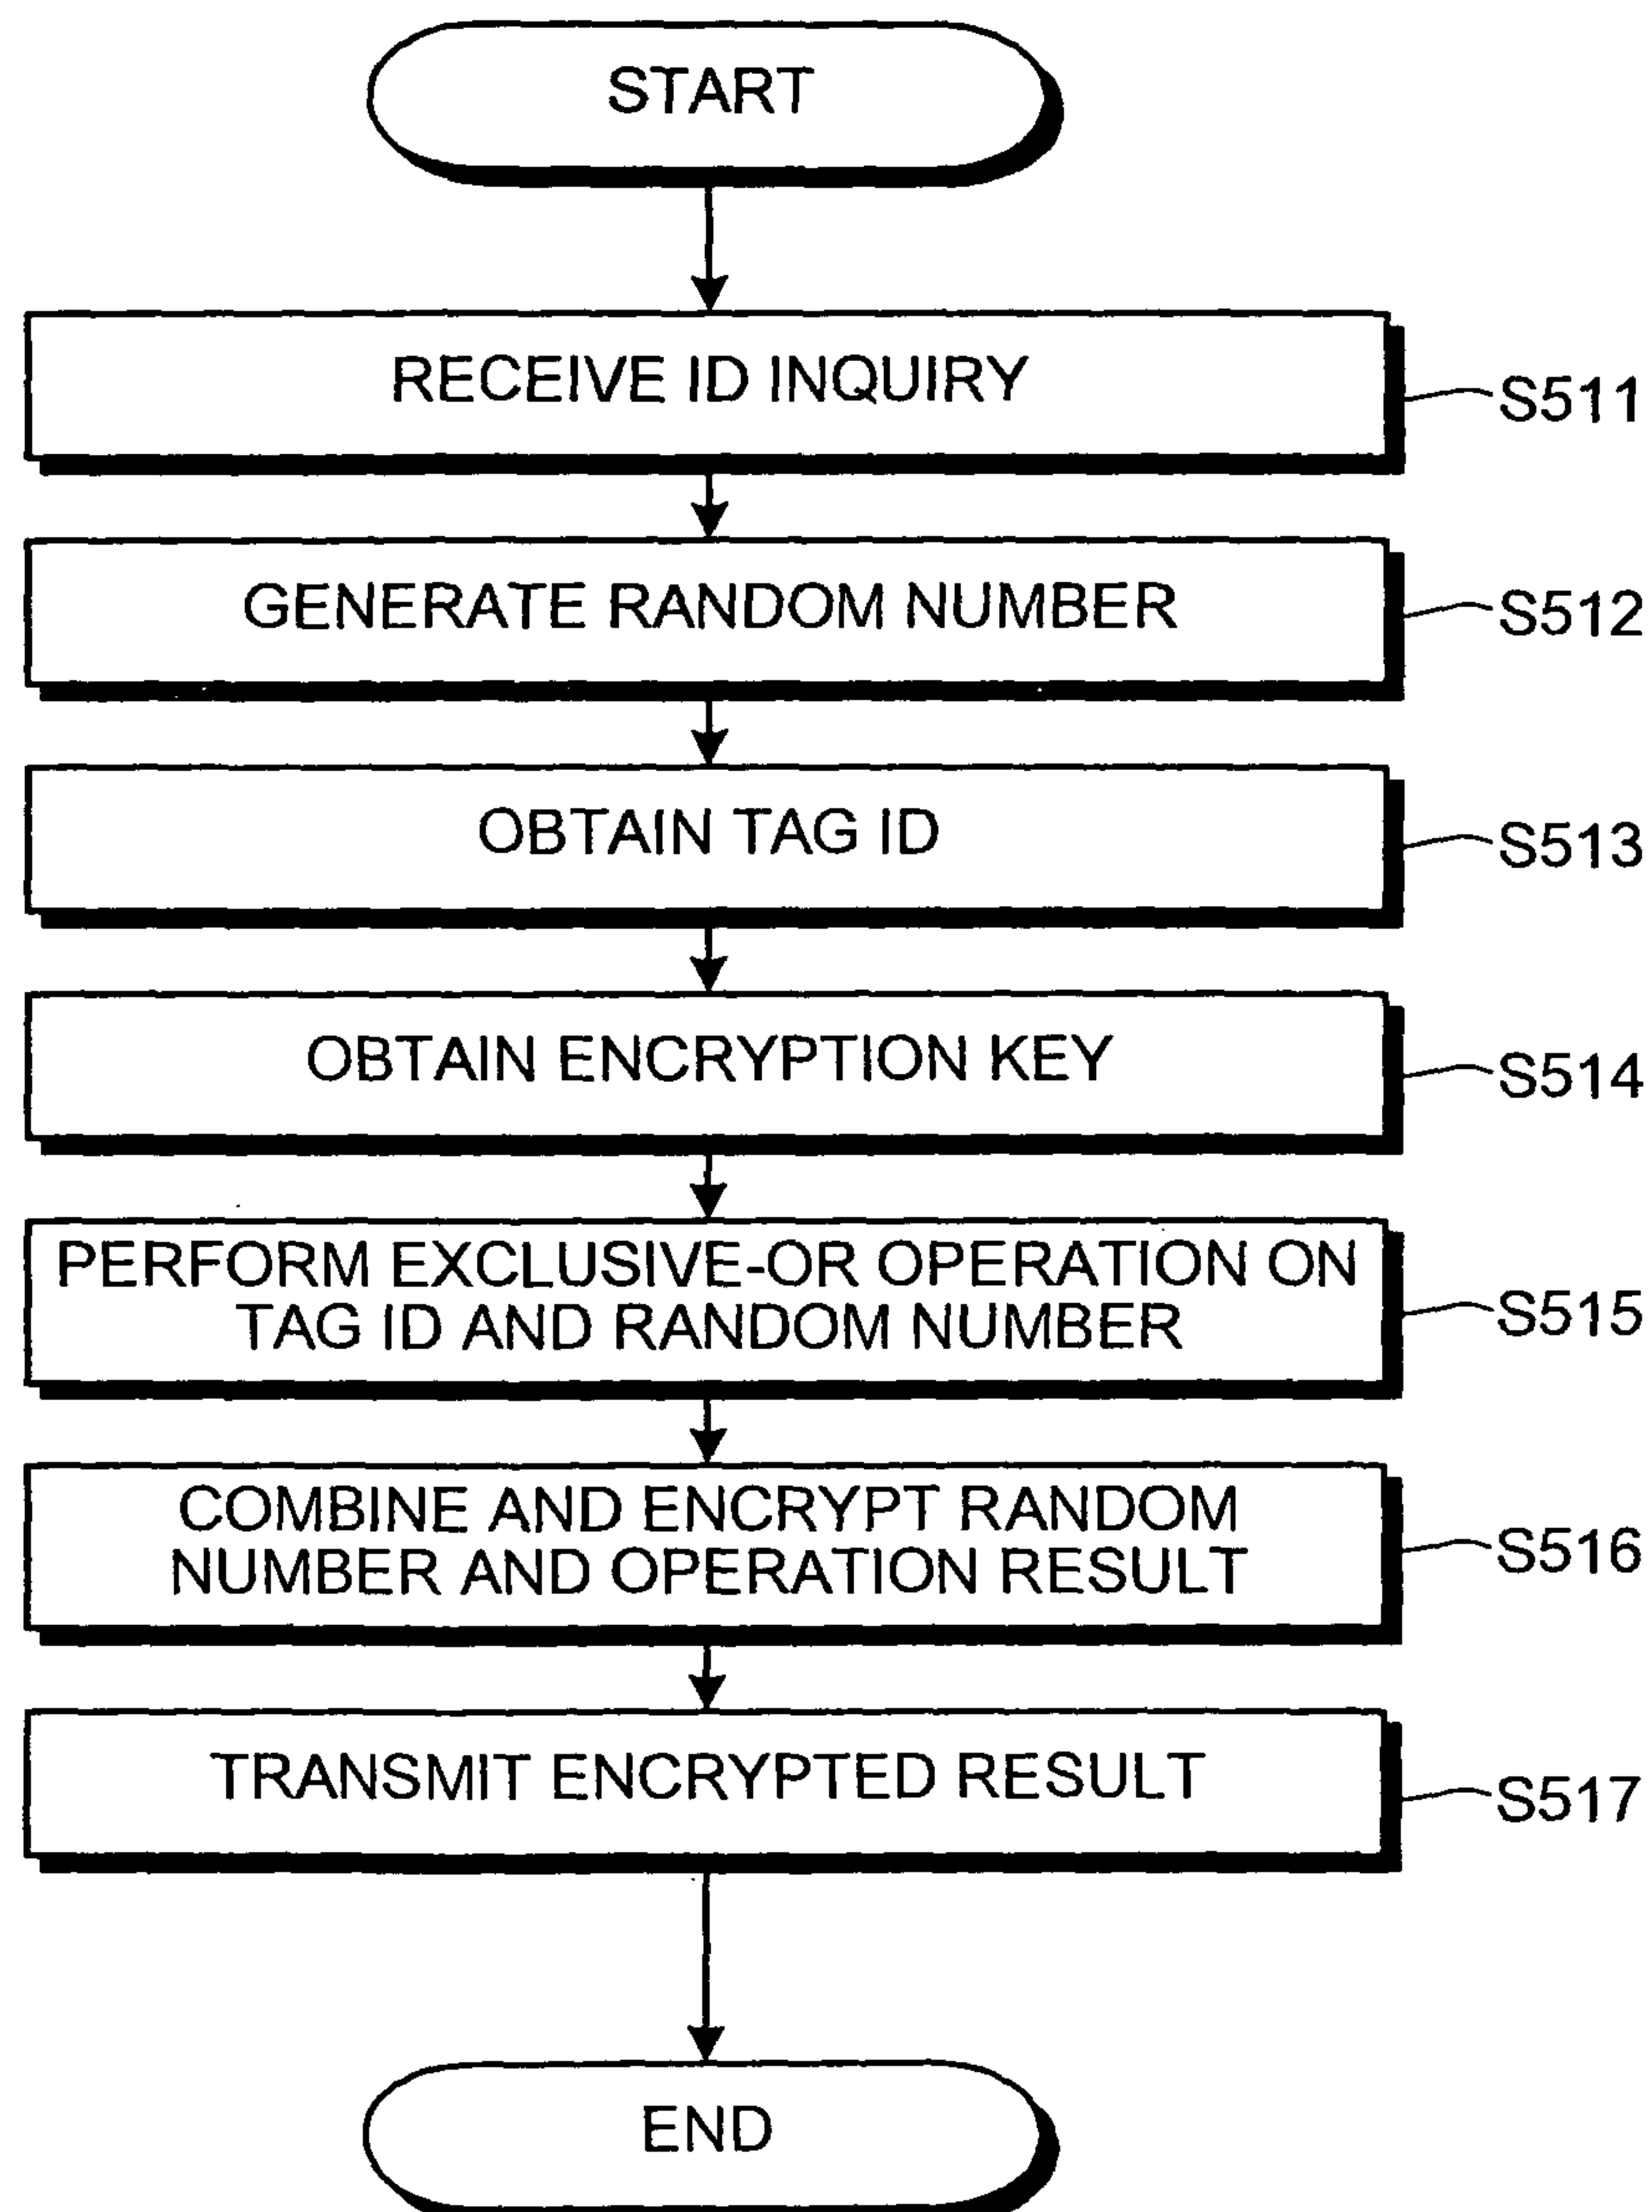 START
RECEIVE ID INQUIRY
S511
GENERATE RANDOM NUMBER
S512
OBTAIN TAG ID
S513
OBTAIN ENCRYPTION KEY
S514
PERFORM EXCLUSIVE-OR OPERATION ON
TAG ID AND RANDOM NUMBER
S515
COMBINE AND ENCRYPT RANDOM
NUMBER AND OPERATION RESULT
S516
TRANSMIT ENCRYPTED RESULT
S517
END